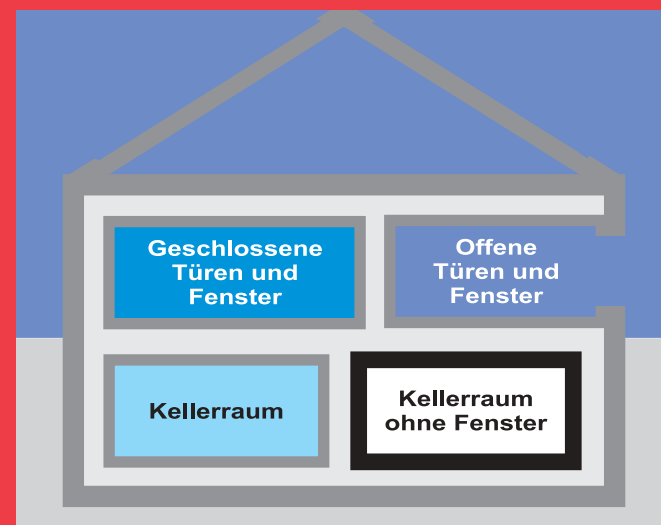 Geschlossene
Türen und
Fenster
Offene
Türen und
Fenster
Kellerraum
Kellerraum
ohne Fenster